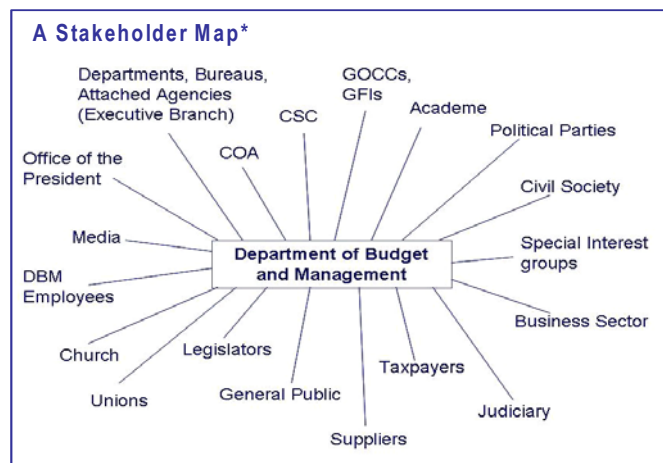 A Stakeholder Map*
Departments, Bureaus,
Attached Agencies
(Executive Branch)
GOCCs,
GFIs
CSC
Academe
Political Parties
COA
Office of the
President
Civil Society
Media
Department of Budget
and Management
Special Interest
groups
DBM
Employees
Business Sector
Church
Legislators
Taxpayers
Unions
General Public
Judiciary
Suppliers